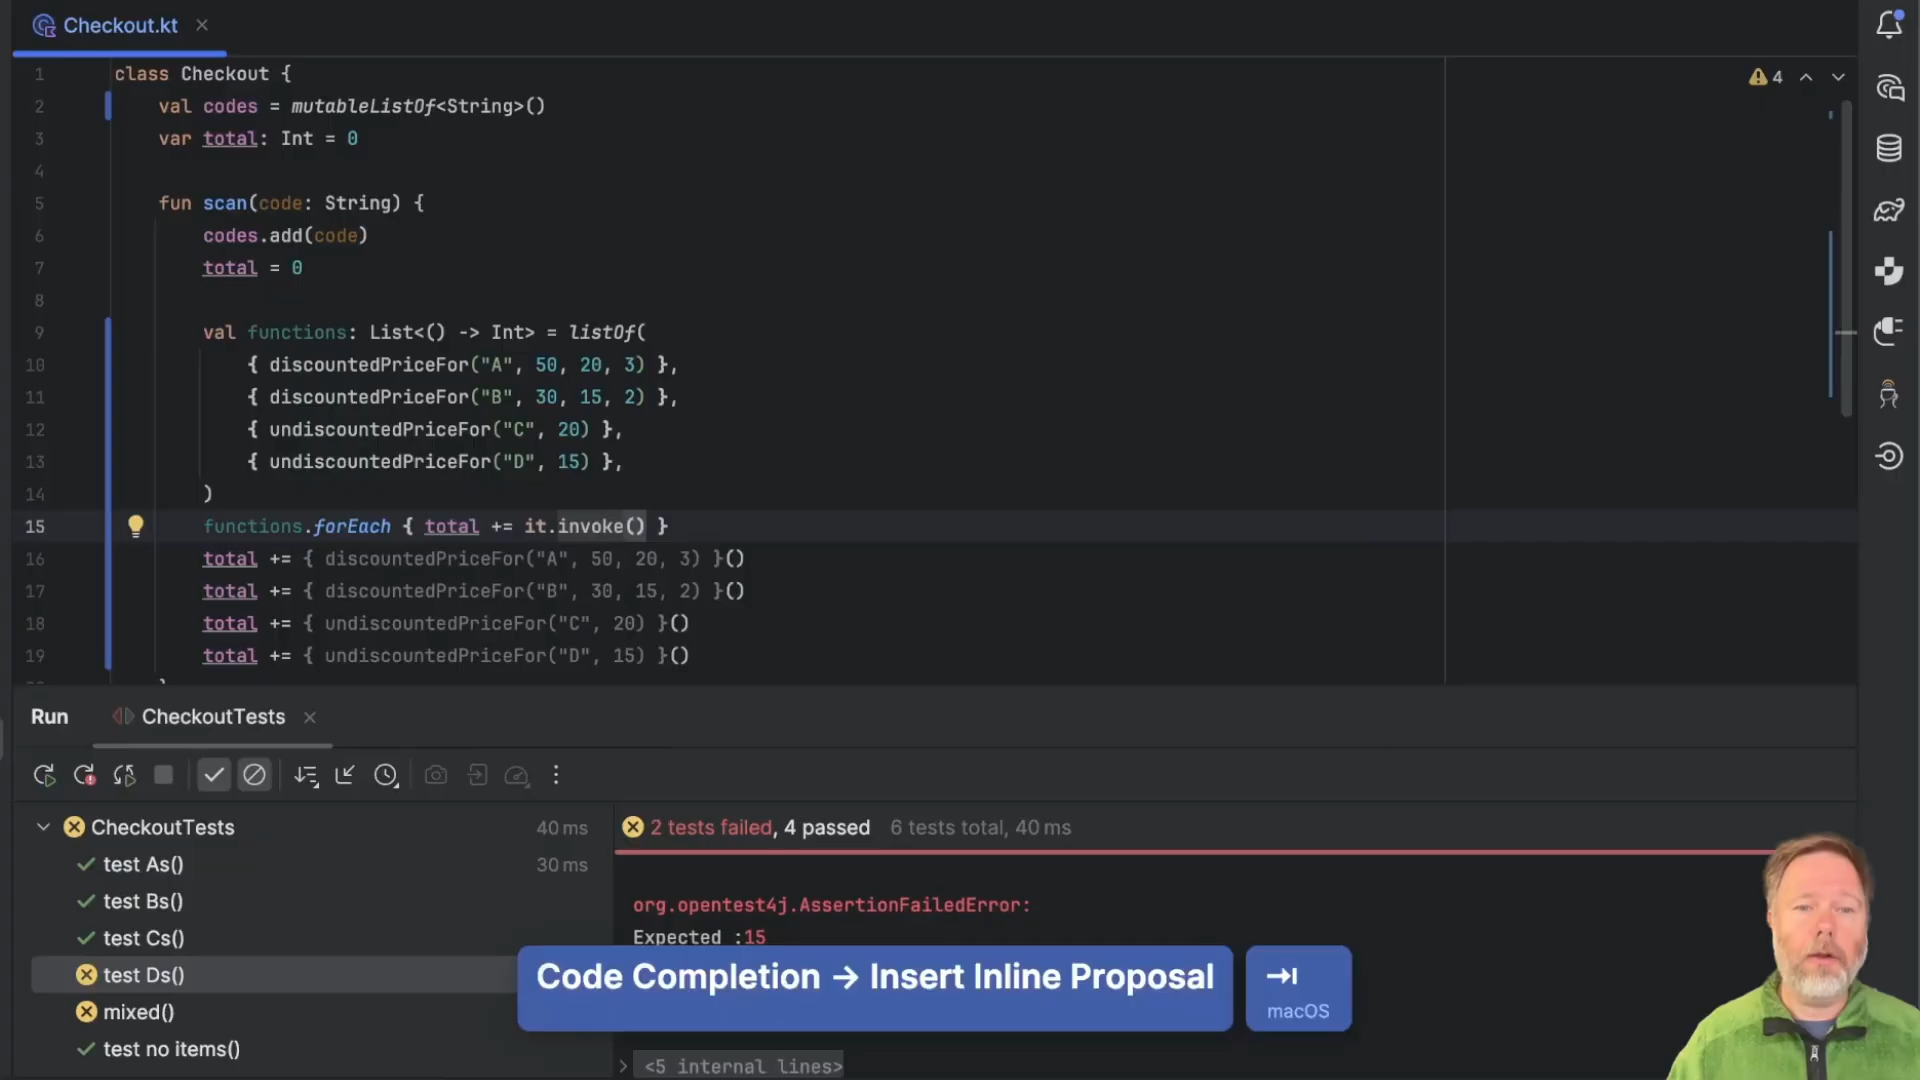 Checkout.kt
1 class Checkout {
4
2 val codes = mutableListOf<String>()
3 var total: Int = 0
4
5 fun scan(code: String) {
6 codes.add(code)
7 total = 0
8
9 val functions: List<() -> Int> = listOf(
10 { discountedPriceFor("A", 50, 20, 3) },
11 { discountedPriceFor("B", 30, 15, 2) },
12 { undiscountedPriceFor("C", 20) },
13 { undiscountedPriceFor("D", 15) },
14 )
15 functions.forEach { total += it.invoke() }
16 total += { discountedPriceFor("A", 50, 20, 3) }()
17 total += { discountedPriceFor("B", 30, 15, 2) }()
18 total += { undiscountedPriceFor("C", 20) }()
19 total += { undiscountedPriceFor("D", 15) }()
Run CheckoutTests
CheckoutTests 40 ms
2 tests failed, 4 passed 6 tests total, 40 ms
test As() 30 ms
test Bs()
test Cs()
test Ds()
mixed()
test no items()
org.opentest4j.AssertionFailedError:
Expected :15
Code Completion → Insert Inline Proposal
macOS
<5 internal lines>